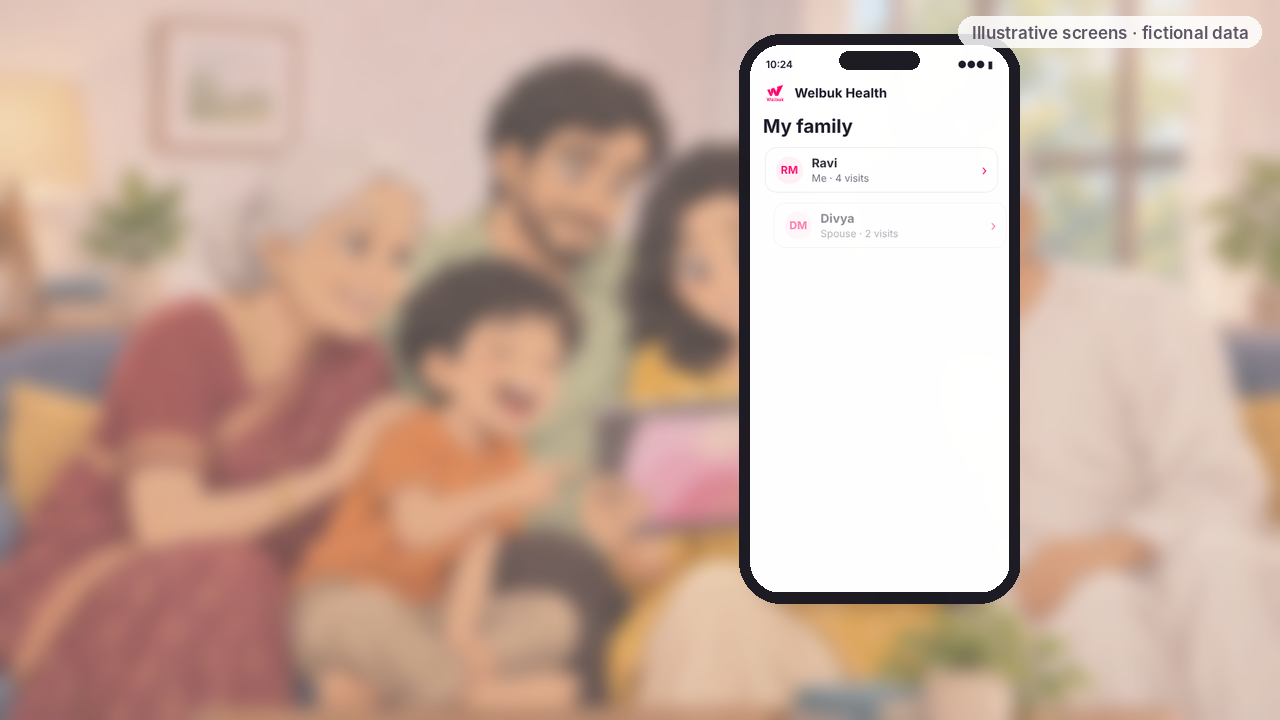 Illustrative screens · fictional data
10:24
Welbuk
Welbuk Health
My family
RM
Ravi
Me · 4 visits
›
DM
Divya
Spouse · 2 visits
›